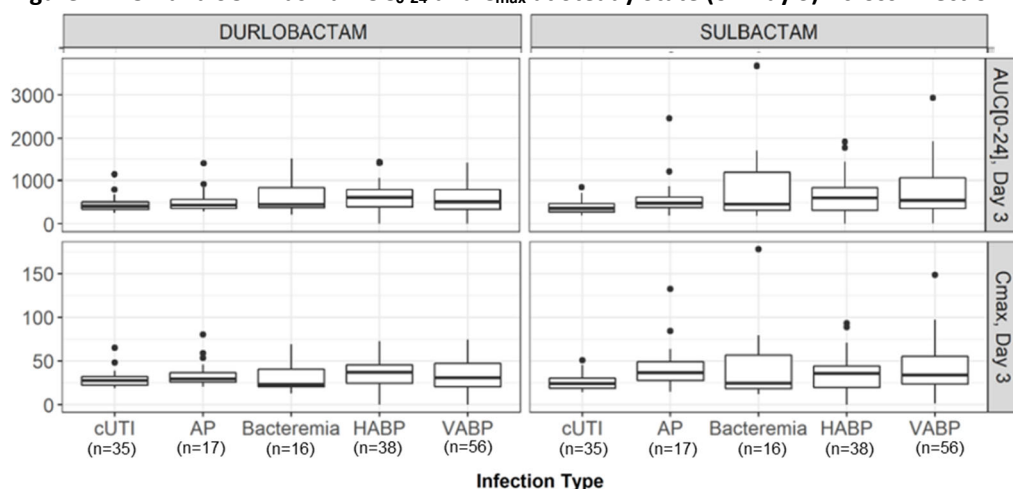 DURLOBACTAM SULBACTAM
3000
2000
1000
0
AUC[0-24], Day 3
150
100
50
0
Cmax, Day 3
cUTI AP Bacteremia HABP VABP cUTI AP Bacteremia HABP VABP
(n=35) (n=17) (n=16) (n=38) (n=56) (n=35) (n=17) (n=16) (n=38) (n=56)
Infection Type